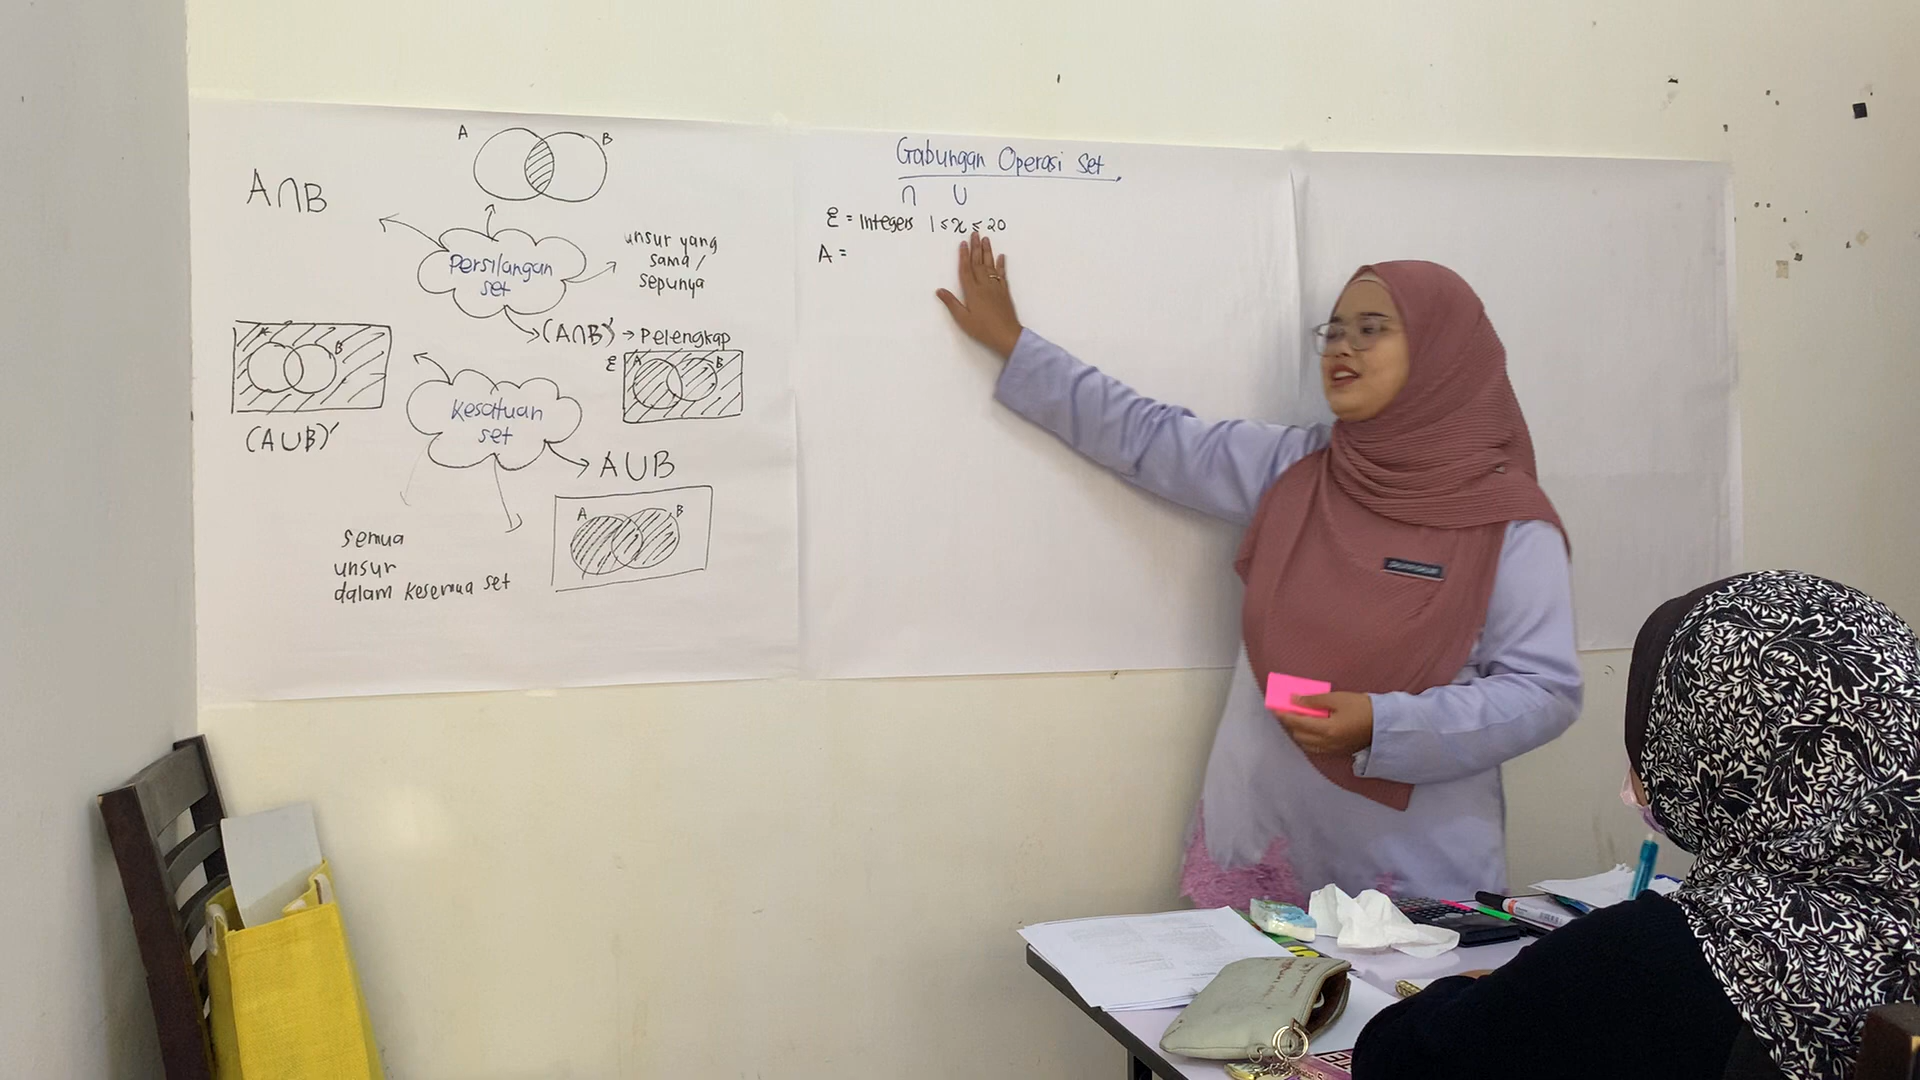 A B
A∩B
Persilangan
set
unsur yang
sama /
sepunya
(A∩B)' → Pelengkap
ξ A B
A B
(A∪B)'
Kesatuan
set
A∪B
A B
semua
unsur
dalam kesemua set
Gabungan Operasi Set
∩ ∪
ξ = Integers 1 ≤ x ≤ 20
A =